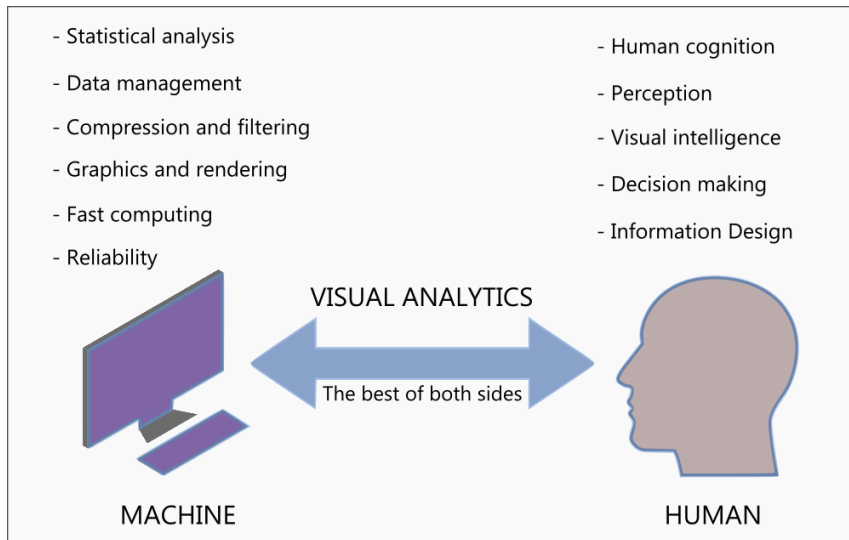 - Statistical analysis
- Data management
- Compression and filtering
- Graphics and rendering
- Fast computing
- Reliability
- Human cognition
- Perception
- Visual intelligence
- Decision making
- Information Design
VISUAL ANALYTICS
The best of both sides
MACHINE
HUMAN